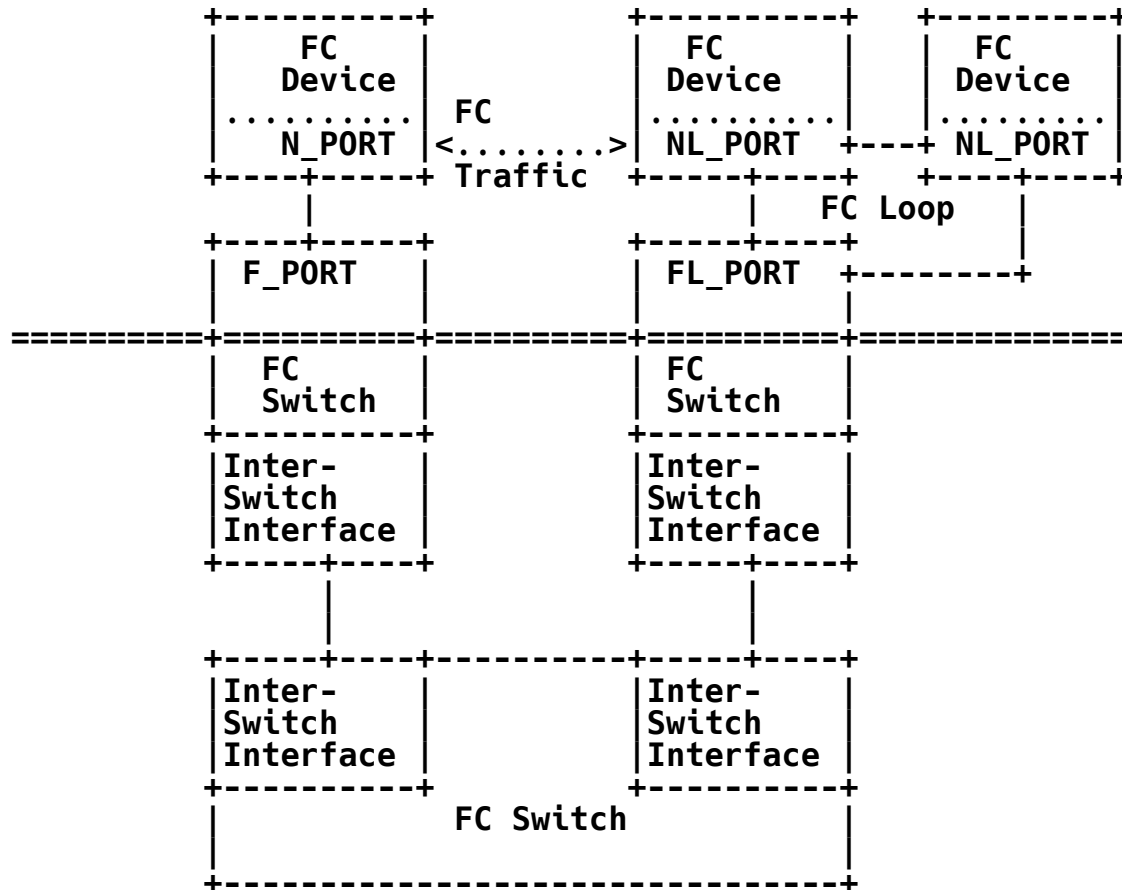 FC FC FC
Device Device Device
FC
N_PORT <........> NL_PORT NL_PORT
Traffic
FC Loop
F_PORT FL_PORT
FC FC
Switch Switch
Inter- Inter-
Switch Switch
Interface Interface
Inter- Inter-
Switch Switch
Interface Interface
FC Switch